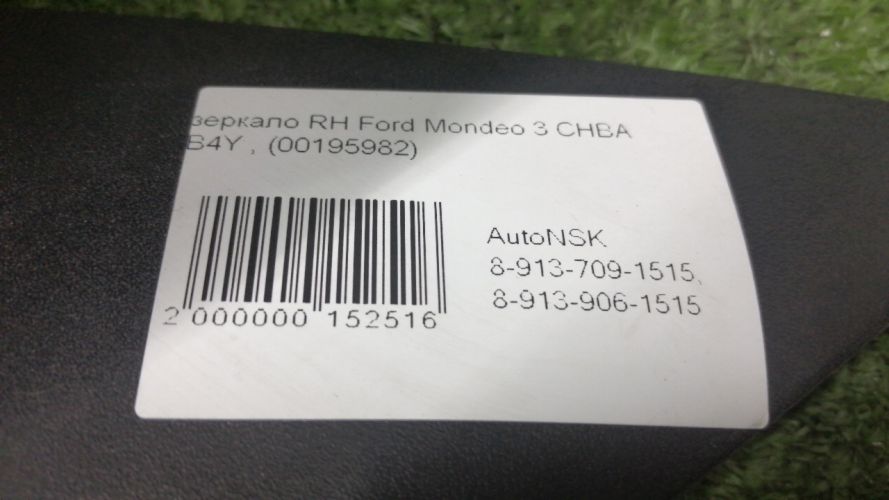 зеркало RH Ford Mondeo 3 CHBA
B4Y , (00195982)
AutoNSK
8-913-709-1515,
8-913-906-1515
2 000000 152516